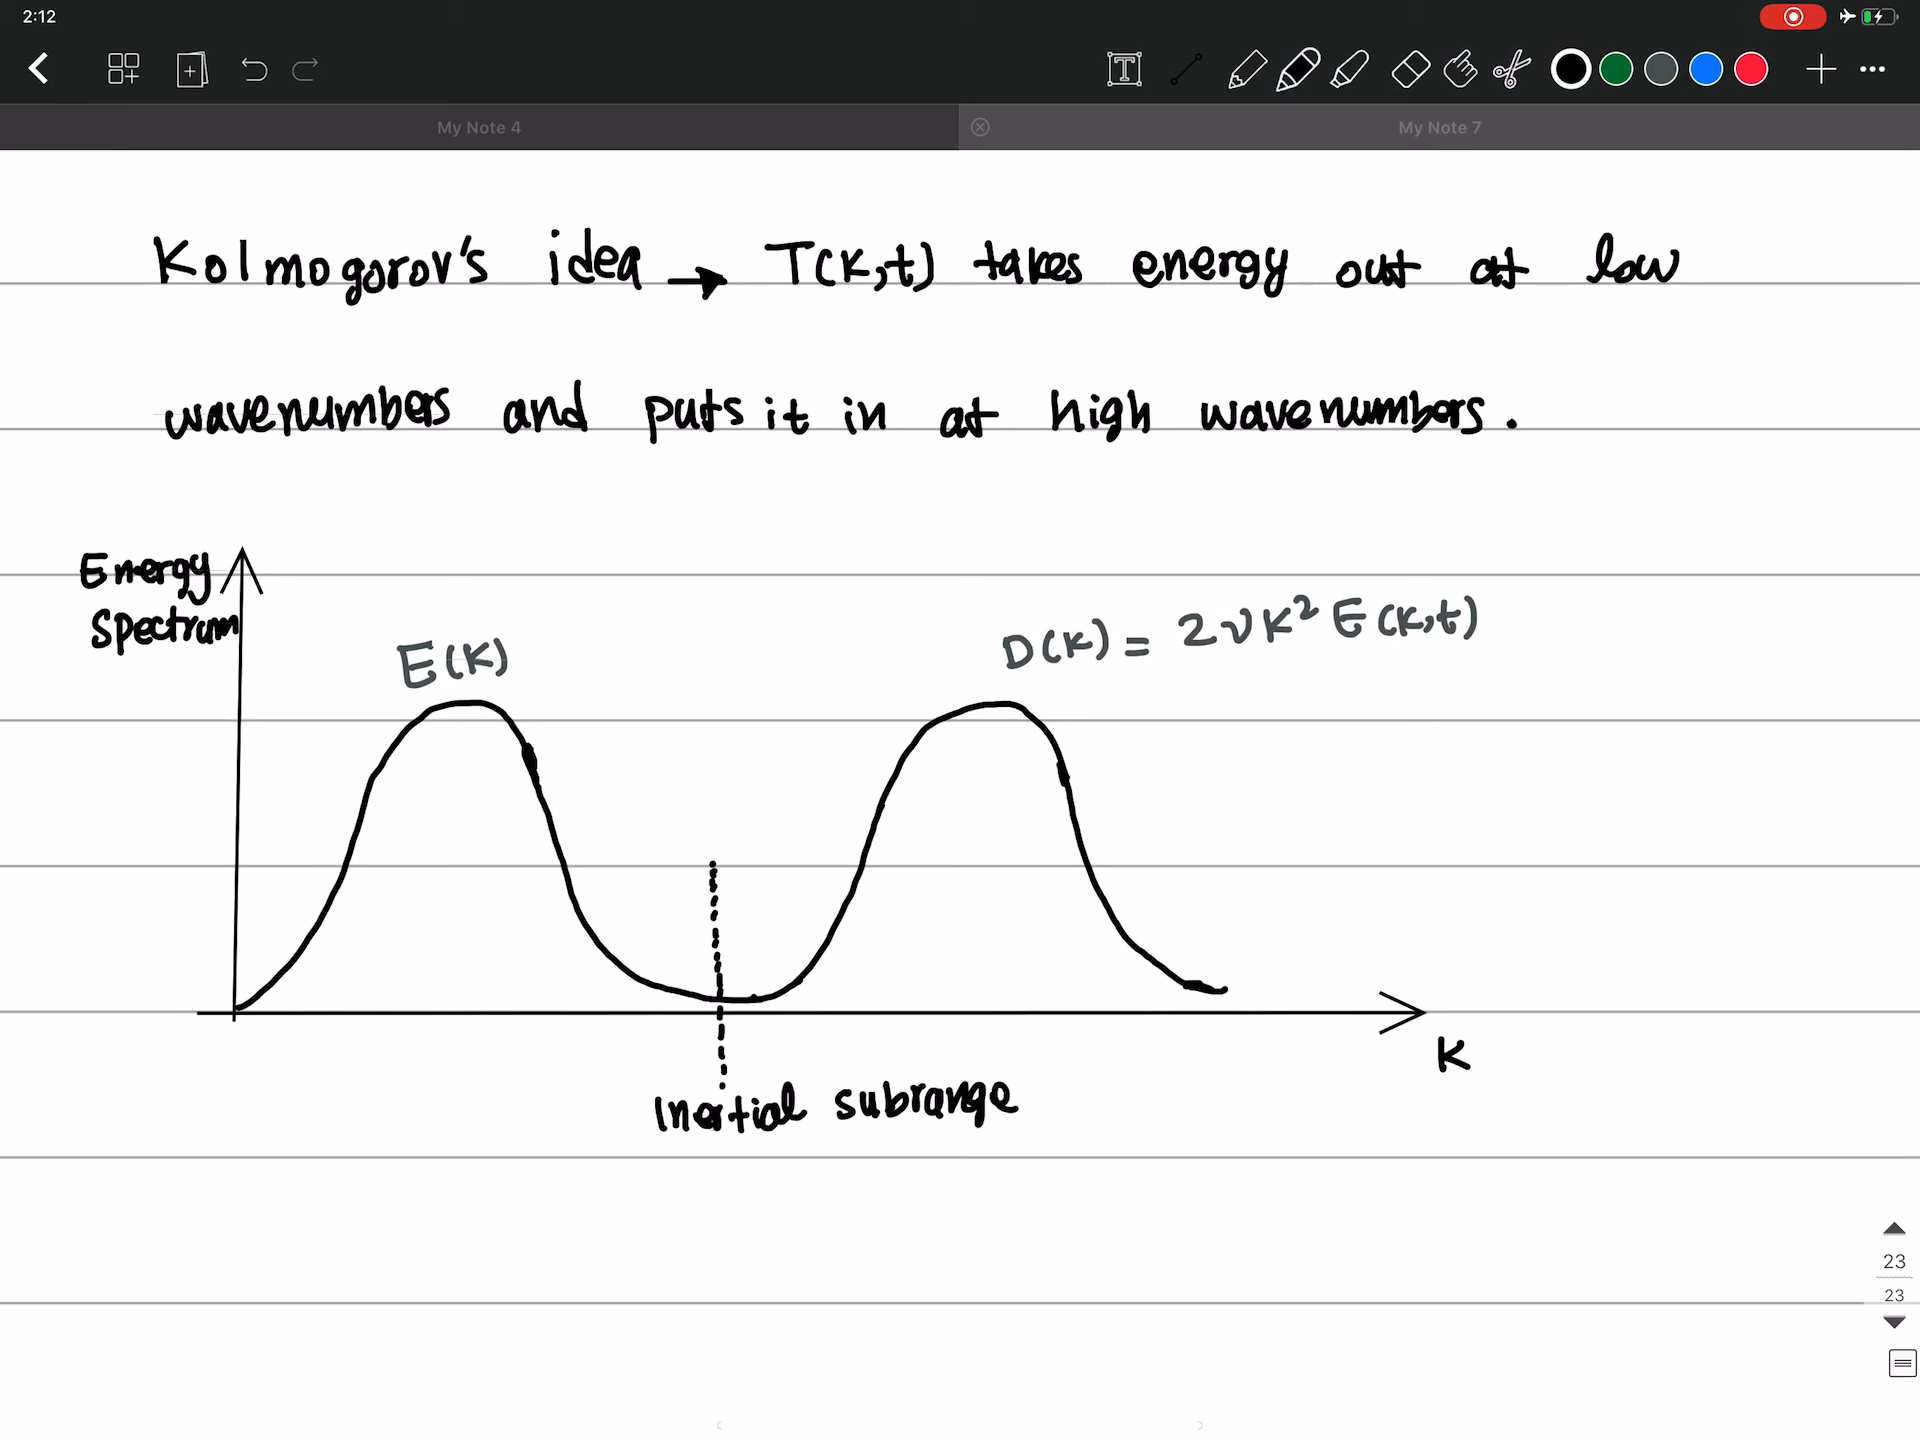 2:12
My Note 4
My Note 7
Kolmogorov's idea → T(K,t) takes energy out at low
wavenumbers and puts it in at high wavenumbers.
Energy
Spectrum
E(K)
D(K) = 2νK² E(K,t)
K
Inertial subrange
23
23